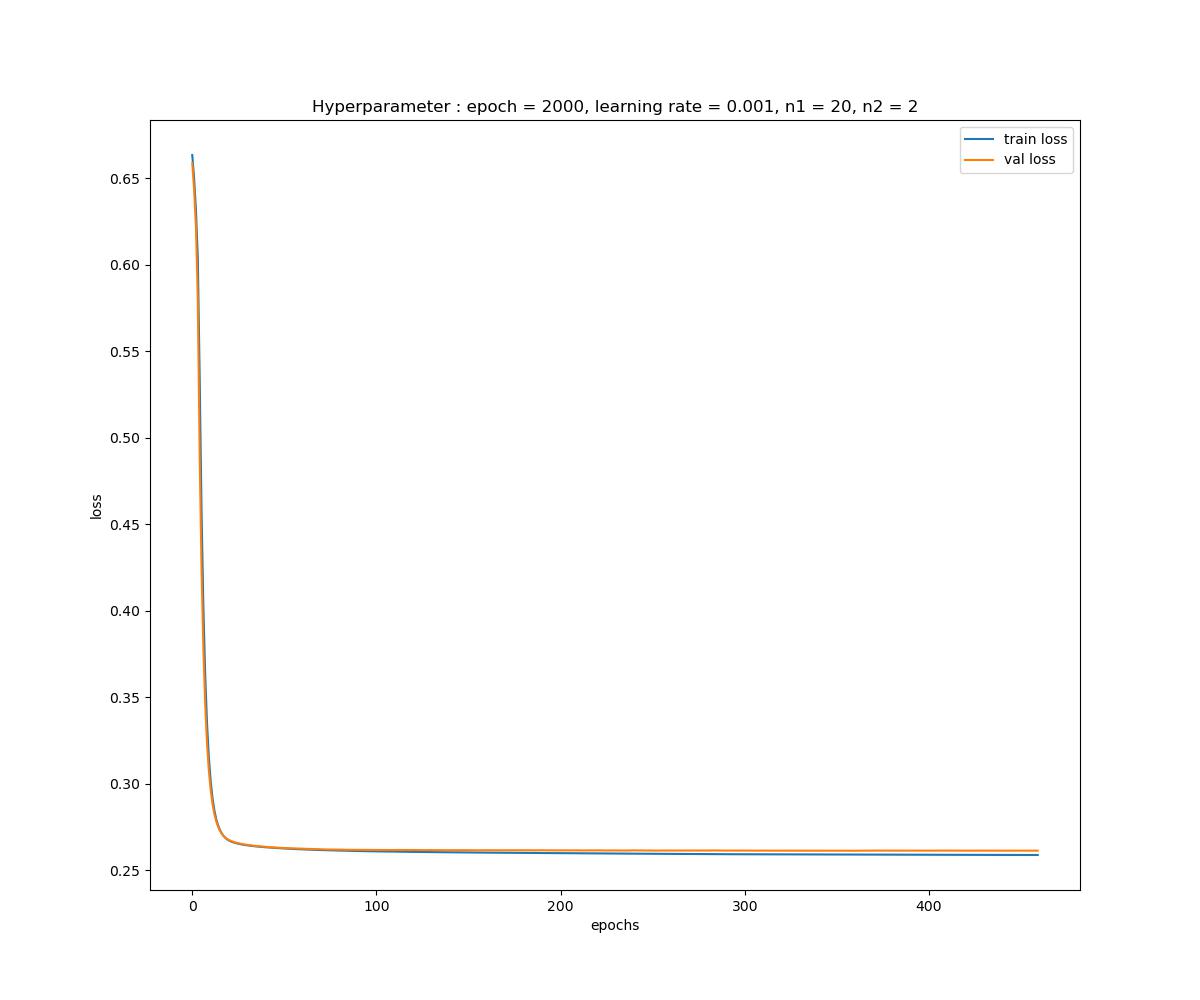 Hyperparameter : epoch = 2000, learning rate = 0.001, n1 = 20, n2 = 2
train loss
val loss
0.65
0.60
0.55
0.50
0.45
0.40
0.35
0.30
0.25
loss
0 100 200 300 400
epochs